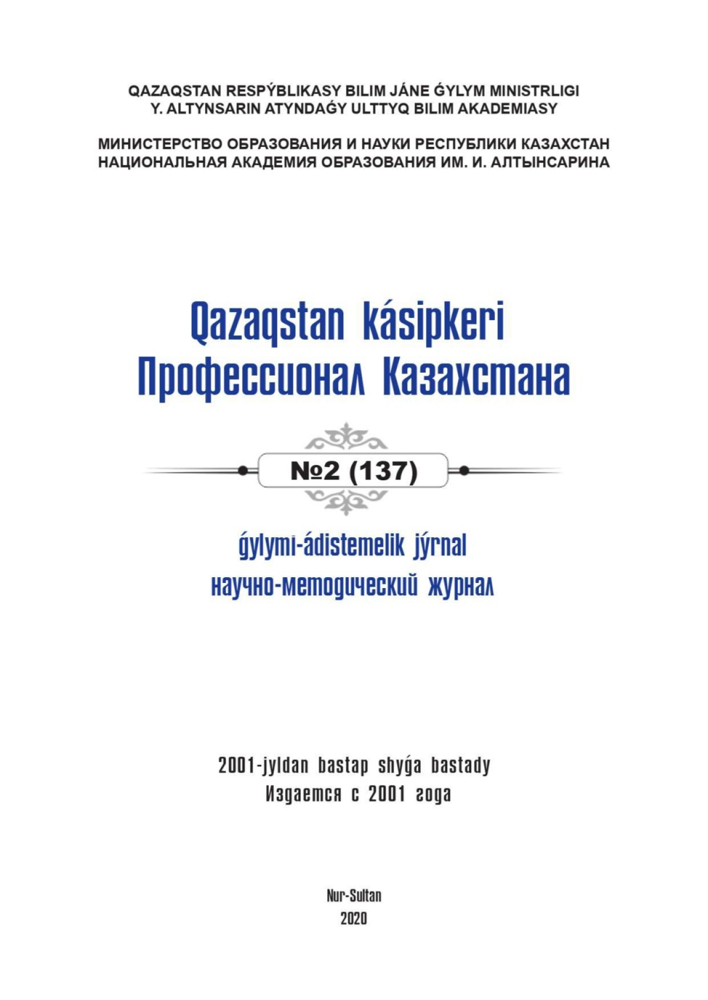 QAZAQSTAN RESPÝBLIKASY BILIM JÁNE ǴYLYM MINISTRLIGI
Y. ALTYNSARIN ATYNDAǴY ULTTYQ BILIM AKADEMIASY
МИНИСТЕРСТВО ОБРАЗОВАНИЯ И НАУКИ РЕСПУБЛИКИ КАЗАХСТАН
НАЦИОНАЛЬНАЯ АКАДЕМИЯ ОБРАЗОВАНИЯ ИМ. И. АЛТЫНСАРИНА
Qazaqstan kásipkeri
Профессионал Казахстана
№2 (137)
ǵylymı-ádistemelik jýrnal
научно-методический журнал
2001-jyldan bastap shyǵa bastady
Издается с 2001 года
Nur-Sultan
2020